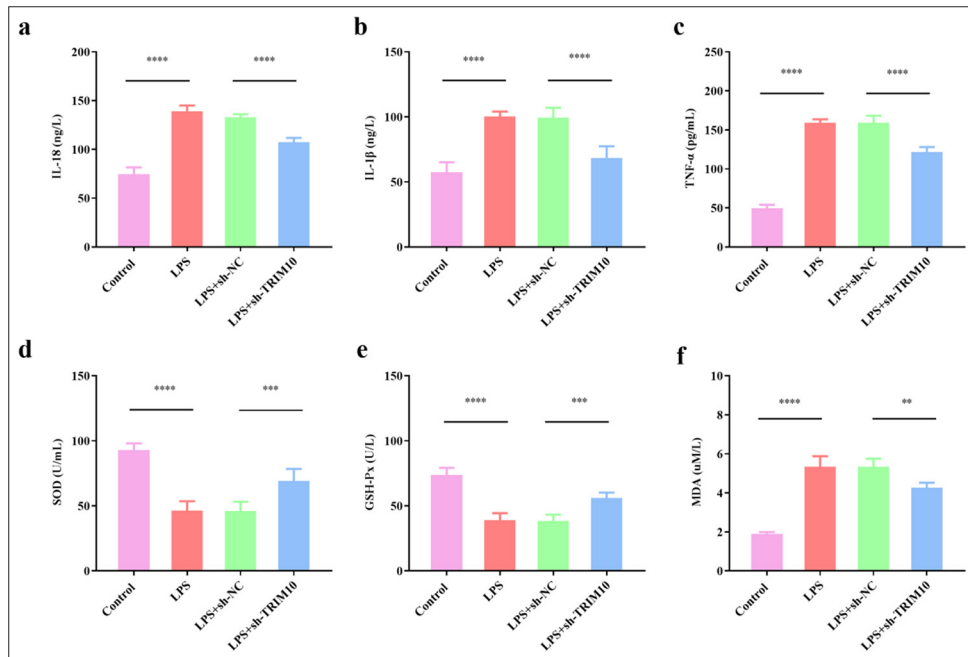 a
IL-18 (ng/L)
200
150
100
50
0
****
****
Control
LPS
LPS+sh-NC
LPS+sh-TRIM10
b
IL-1β (ng/L)
150
100
50
0
****
****
Control
LPS
LPS+sh-NC
LPS+sh-TRIM10
c
TNF-α (pg/mL)
250
200
150
100
50
0
****
****
Control
LPS
LPS+sh-NC
LPS+sh-TRIM10
d
SOD (U/mL)
150
100
50
0
****
***
Control
LPS
LPS+sh-NC
LPS+sh-TRIM10
e
GSH-Px (U/L)
150
100
50
0
****
***
Control
LPS
LPS+sh-NC
LPS+sh-TRIM10
f
MDA (uM/L)
10
8
6
4
2
0
****
**
Control
LPS
LPS+sh-NC
LPS+sh-TRIM10